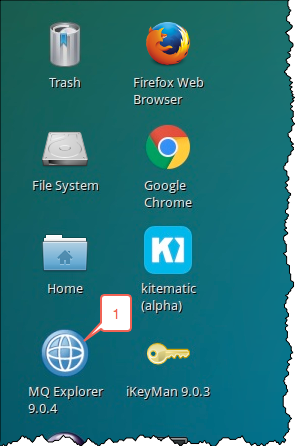 Trash
Firefox Web
Browser
File System
Google
Chrome
Home
kitematic
(alpha)
1
MQ Explorer
9.0.4
iKeyMan 9.0.3